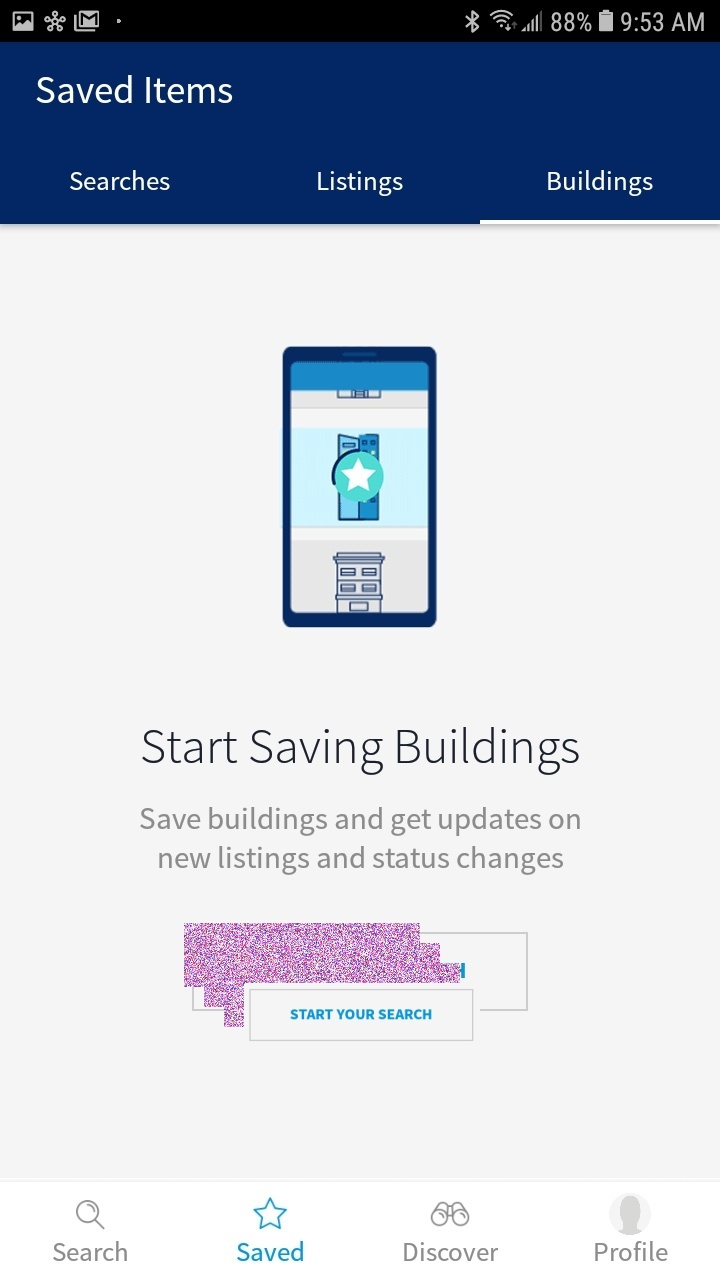 88% 9:53 AM
Saved Items
Searches Listings Buildings
Start Saving Buildings
Save buildings and get updates on
new listings and status changes
START YOUR SEARCH
Search Saved Discover Profile